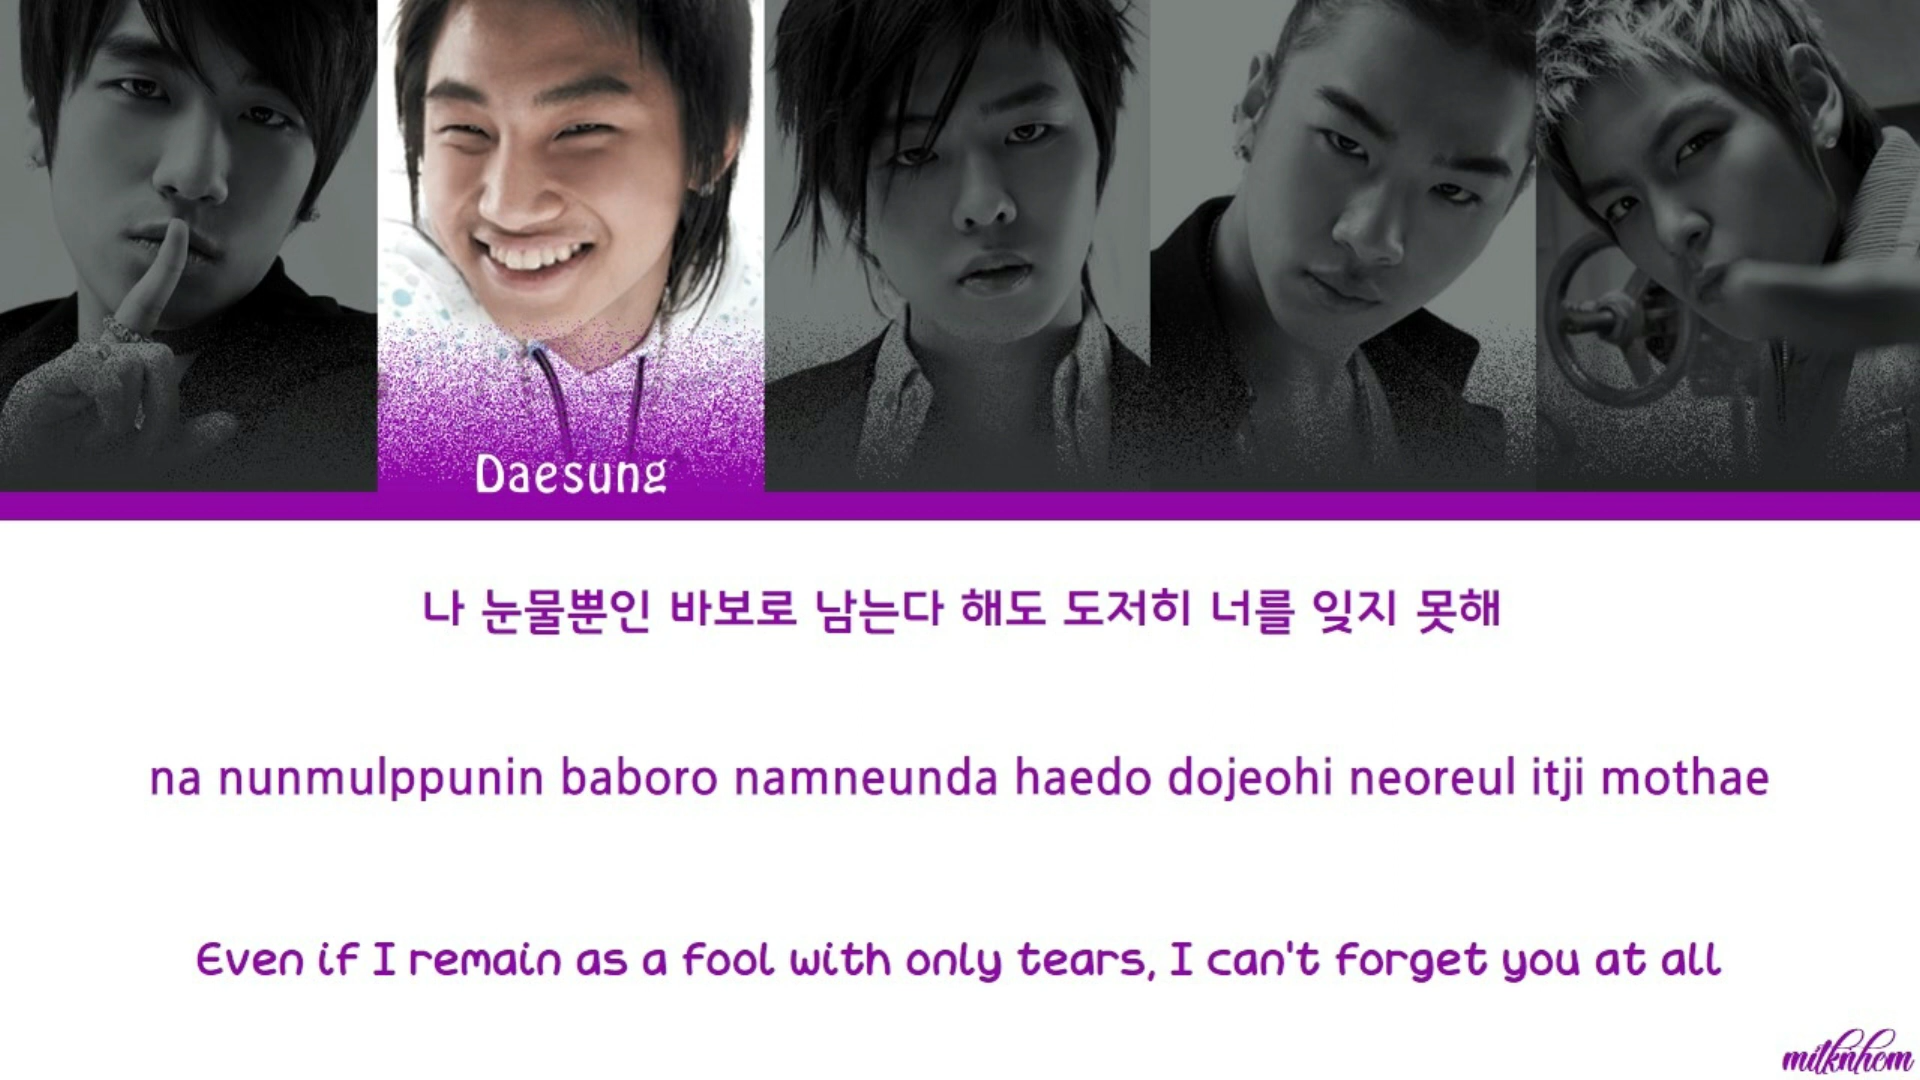 Daesung
나 눈물뿐인 바보로 남는다 해도 도저히 너를 잊지 못해
na nunmulppunin baboro namneunda haedo dojeohi neoreul itji mothae
Even if I remain as a fool with only tears, I can't forget you at all
mitknhem